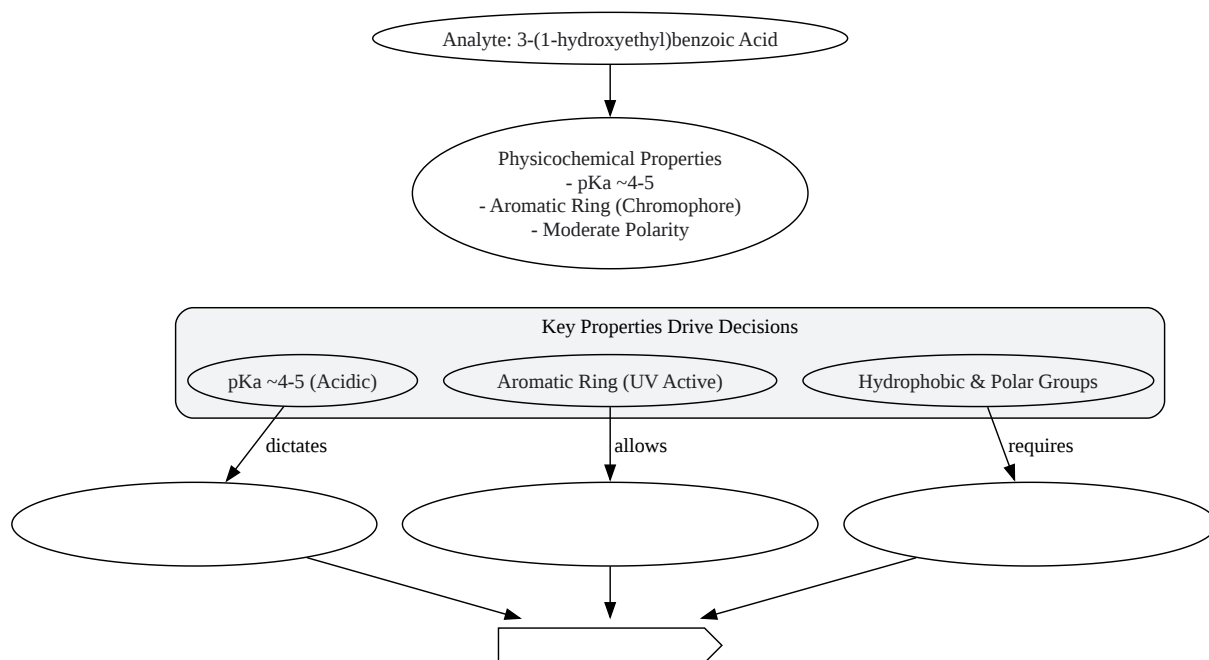 Analyte: 3-(1-hydroxyethyl)benzoic Acid
Physicochemical Properties
- pKa ~4-5
- Aromatic Ring (Chromophore)
- Moderate Polarity
Key Properties Drive Decisions
pKa ~4-5 (Acidic)
Aromatic Ring (UV Active)
Hydrophobic & Polar Groups
dictates
allows
requires